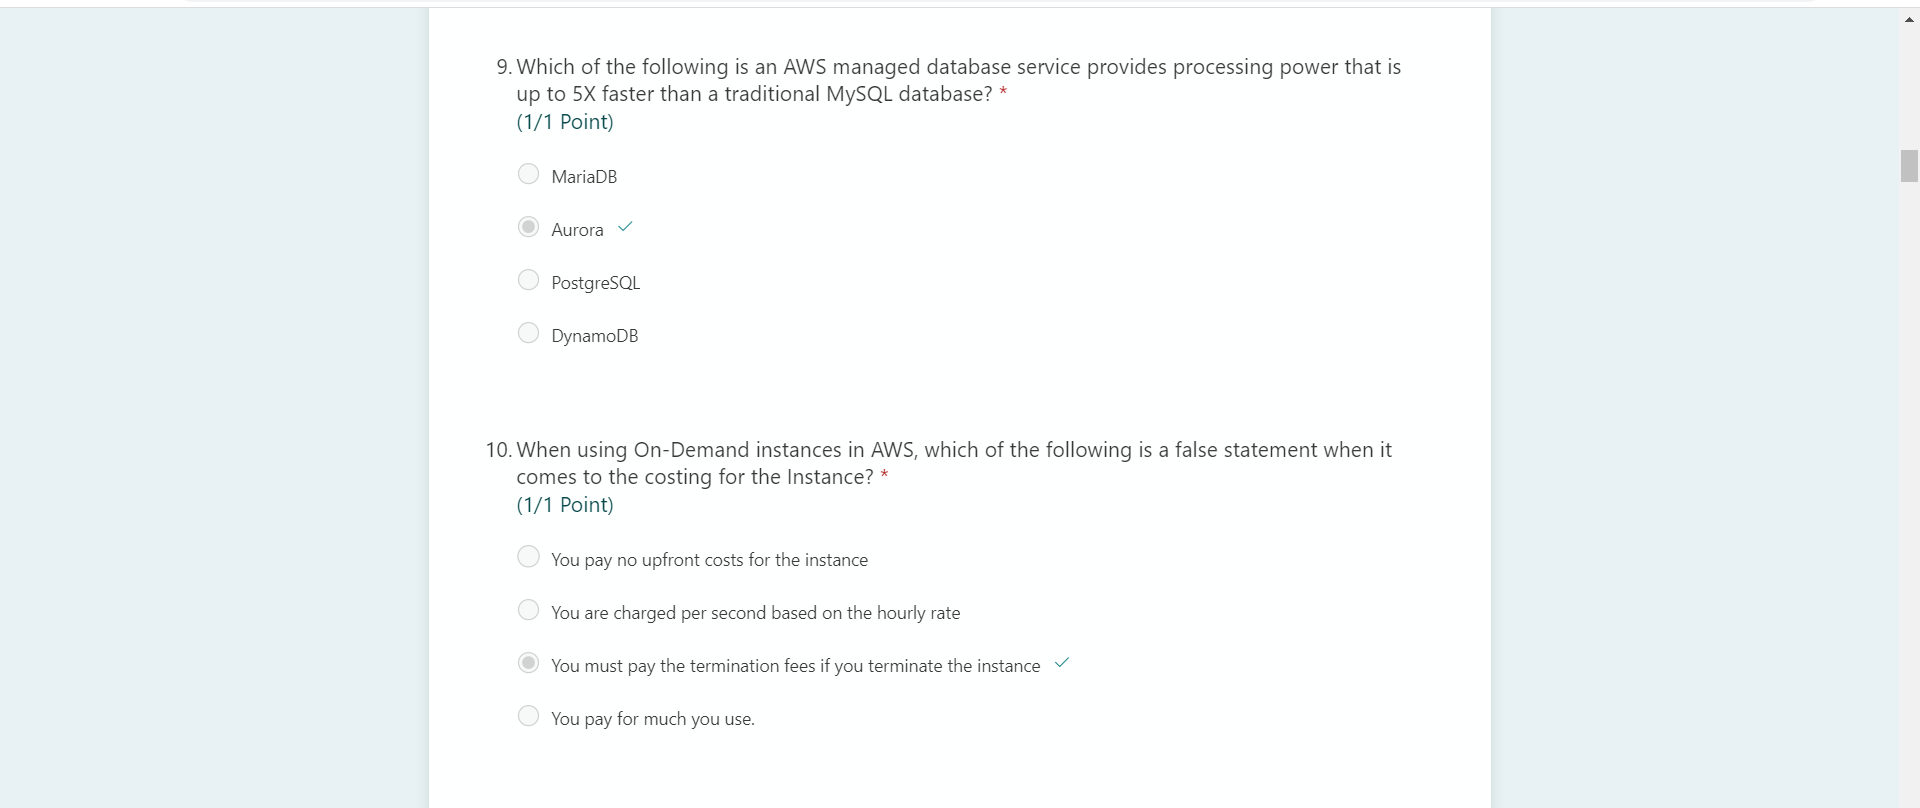 9. Which of the following is an AWS managed database service provides processing power that is
up to 5X faster than a traditional MySQL database? *
(1/1 Point)
MariaDB
Aurora
PostgreSQL
DynamoDB
10. When using On-Demand instances in AWS, which of the following is a false statement when it
comes to the costing for the Instance? *
(1/1 Point)
You pay no upfront costs for the instance
You are charged per second based on the hourly rate
You must pay the termination fees if you terminate the instance
You pay for much you use.